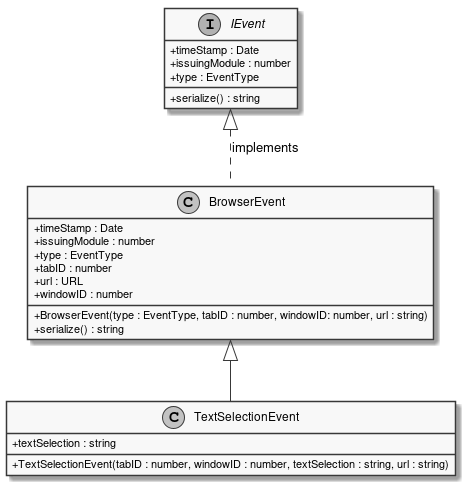 I IEvent
+timeStamp : Date
+issuingModule : number
+type : EventType
+serialize() : string
implements
C BrowserEvent
+timeStamp : Date
+issuingModule : number
+type : EventType
+tabID : number
+url : URL
+windowID : number
+BrowserEvent(type : EventType, tabID : number, windowID: number, url : string)
+serialize() : string
C TextSelectionEvent
+textSelection : string
+TextSelectionEvent(tabID : number, windowID : number, textSelection : string, url : string)